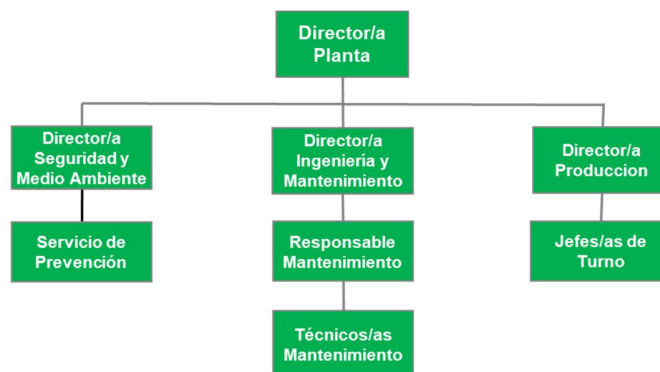 Director/a
Planta
Director/a
Seguridad y
Medio Ambiente
Director/a
Ingeniería y
Mantenimiento
Director/a
Produccion
Servicio de
Prevención
Responsable
Mantenimiento
Jefes/as de
Turno
Técnicos/as
Mantenimiento